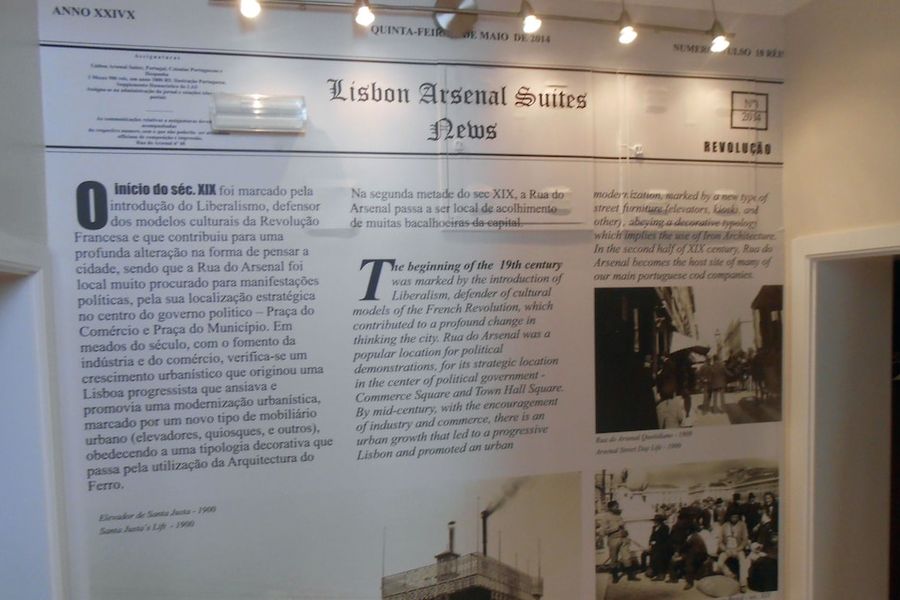 ANNO XXIVX
QUINTA-FEIRA DE MAIO DE 2014
NUMERO 10 RÉIS
Assignaturas
Lisbon Arsenal Suites
News
Nº1
2014
REVOLUÇÃO
O início do séc. XIX foi marcado pela
introdução do Liberalismo, defensor
dos modelos culturais da Revolução
Francesa e que contribuiu para uma
profunda alteração na forma de pensar a
cidade, sendo que a Rua do Arsenal foi
local muito procurado para manifestações
políticas, pela sua localização estratégica
no centro do governo politico – Praça do
Comércio e Praça do Município. Em
meados do século, com o fomento da
indústria e do comércio, verifica-se um
crescimento urbanístico que originou uma
Lisboa progressista que ansiava e
promovia uma modernização urbanística,
marcado por um novo tipo de mobiliário
urbano (elevadores, quiosques, e outros),
obedecendo a uma tipologia decorativa que
passa pela utilização da Arquitectura do
Ferro.
Elevador de Santa Justa - 1900
Santa Justa's Lift - 1900
Na segunda metade do sec XIX, a Rua do
Arsenal passa a ser local de acolhimento
de muitas bacalhoeiras da capital.
The beginning of the 19th century
was marked by the introduction of
Liberalism, defender of cultural
models of the French Revolution, which
contributed to a profound change in
thinking the city. Rua do Arsenal was a
popular location for political
demonstrations, for its strategic location
in the center of political government -
Commerce Square and Town Hall Square.
By mid-century, with the encouragement
of industry and commerce, there is an
urban growth that led to a progressive
Lisbon and promoted an urban
modernization, marked by a new type of
street furniture (elevators, kiosks, and
other), abeying a decorative typology
which implies the use of Iron Architecture.
In the second half of XIX century, Rua do
Arsenal becomes the host site of many of
our main portuguese cod companies.
Rua do Arsenal Quotidiano - 1909
Arsenal Street Day Life - 1909